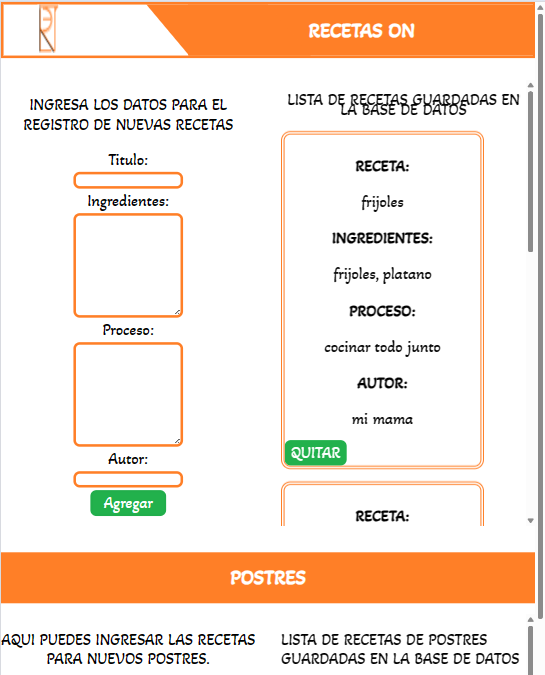 RECETAS ON
INGRESA LOS DATOS PARA EL
REGISTRO DE NUEVAS RECETAS
Titulo:
Ingredientes:
Proceso:
Autor:
Agregar
LISTA DE RECETAS GUARDADAS EN
LA BASE DE DATOS
RECETA:
frijoles
INGREDIENTES:
frijoles, platano
PROCESO:
cocinar todo junto
AUTOR:
mi mama
QUITAR
RECETA:
POSTRES
AQUI PUEDES INGRESAR LAS RECETAS
PARA NUEVOS POSTRES.
LISTA DE RECETAS DE POSTRES
GUARDADAS EN LA BASE DE DATOS